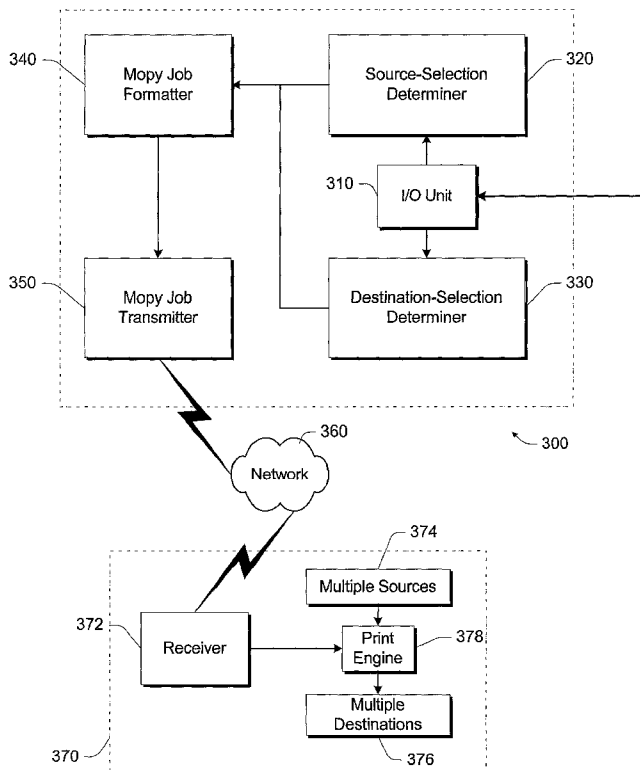 340
Mopy Job
Formatter
Source-Selection
Determiner
320
310
I/O Unit
350
Mopy Job
Transmitter
Destination-Selection
Determiner
330
360
Network
300
374
Multiple Sources
372
Receiver
Print
Engine
378
Multiple
Destinations
370
376